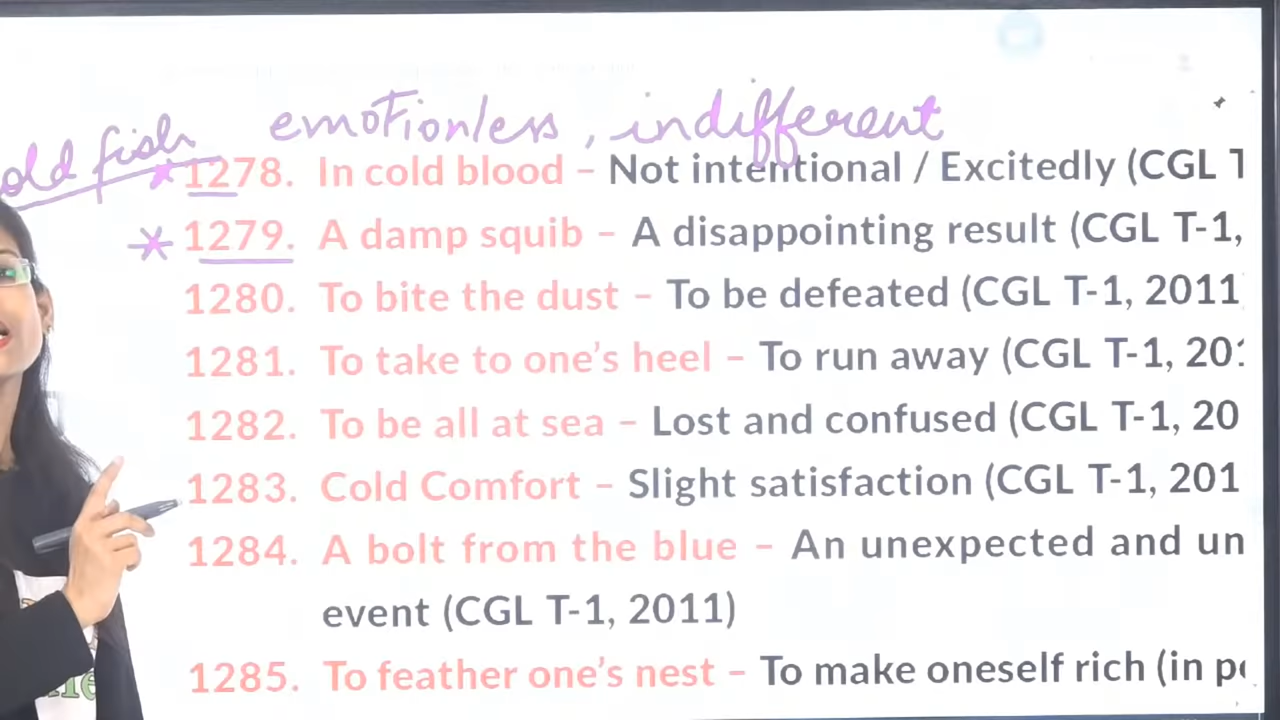 old fish emotionless, indifferent
* 1278. In cold blood – Not intentional / Excitedly (CGL T
* 1279. A damp squib – A disappointing result (CGL T-1,
1280. To bite the dust – To be defeated (CGL T-1, 2011
1281. To take to one's heel – To run away (CGL T-1, 201
1282. To be all at sea – Lost and confused (CGL T-1, 20
1283. Cold Comfort – Slight satisfaction (CGL T-1, 201
1284. A bolt from the blue – An unexpected and un
event (CGL T-1, 2011)
1285. To feather one's nest – To make oneself rich (in p